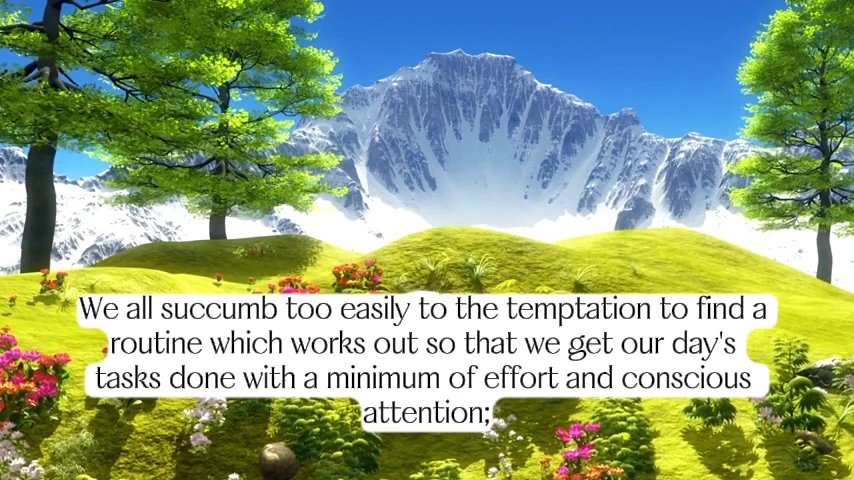 We all succumb too easily to the temptation to find a
routine which works out so that we get our day's
tasks done with a minimum of effort and conscious
attention;